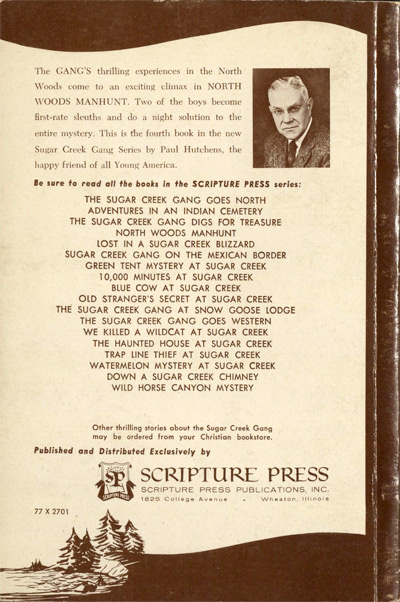 The GANG'S thrilling experiences in the North
Woods come to an exciting climax in NORTH
WOODS MANHUNT. Two of the boys become
first-rate sleuths and do a night solution to the
entire mystery. This is the fourth book in the new
Sugar Creek Gang Series by Paul Hutchens, the
happy friend of all Young America.
Be sure to read all the books in the SCRIPTURE PRESS series:
THE SUGAR CREEK GANG GOES NORTH
ADVENTURES IN AN INDIAN CEMETERY
THE SUGAR CREEK GANG DIGS FOR TREASURE
NORTH WOODS MANHUNT
LOST IN A SUGAR CREEK BLIZZARD
SUGAR CREEK GANG ON THE MEXICAN BORDER
GREEN TENT MYSTERY AT SUGAR CREEK
10,000 MINUTES AT SUGAR CREEK
BLUE COW AT SUGAR CREEK
OLD STRANGER'S SECRET AT SUGAR CREEK
THE SUGAR CREEK GANG AT SNOW GOOSE LODGE
THE SUGAR CREEK GANG GOES WESTERN
WE KILLED A WILDCAT AT SUGAR CREEK
THE HAUNTED HOUSE AT SUGAR CREEK
TRAP LINE THIEF AT SUGAR CREEK
WATERMELON MYSTERY AT SUGAR CREEK
DOWN A SUGAR CREEK CHIMNEY
WILD HORSE CANYON MYSTERY
Other thrilling stories about the Sugar Creek Gang
may be ordered from your Christian bookstore.
Published and Distributed Exclusively by
SP
SCRIPTURE PRESS
SCRIPTURE PRESS
SCRIPTURE PRESS PUBLICATIONS, INC.
1825 College Avenue • Wheaton, Illinois
77 X 2701